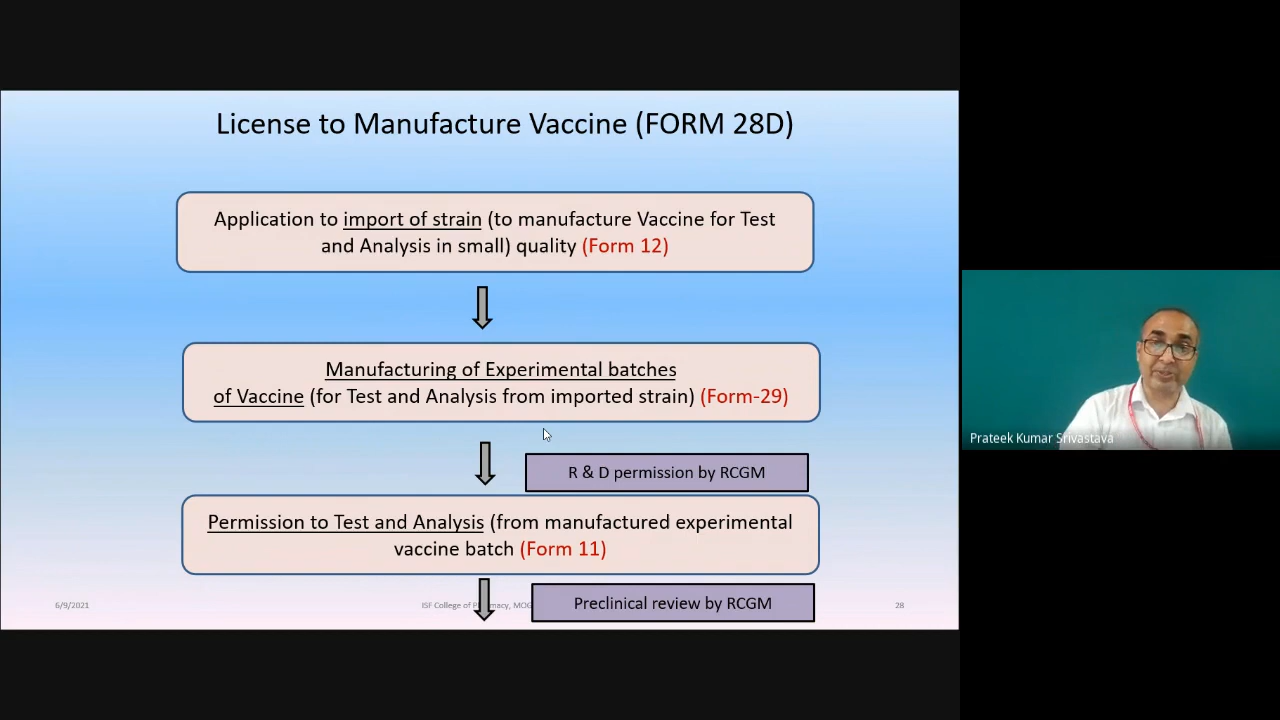 License to Manufacture Vaccine (FORM 28D)
Application to import of strain (to manufacture Vaccine for Test
and Analysis in small) quality (Form 12)
Manufacturing of Experimental batches
of Vaccine (for Test and Analysis from imported strain) (Form-29)
R & D permission by RCGM
Permission to Test and Analysis (from manufactured experimental
vaccine batch (Form 11)
Preclinical review by RCGM
6/9/2021
ISF College of
28
Prateek Kumar Srivastava